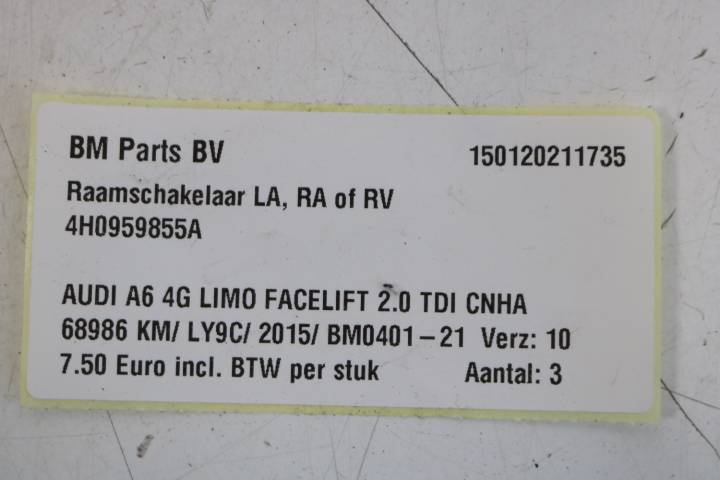 BM Parts BV 150120211735
Raamschakelaar LA, RA of RV
4H0959855A
AUDI A6 4G LIMO FACELIFT 2.0 TDI CNHA
68986 KM/ LY9C/ 2015/ BM0401-21 Verz: 10
7.50 Euro incl. BTW per stuk Aantal: 3